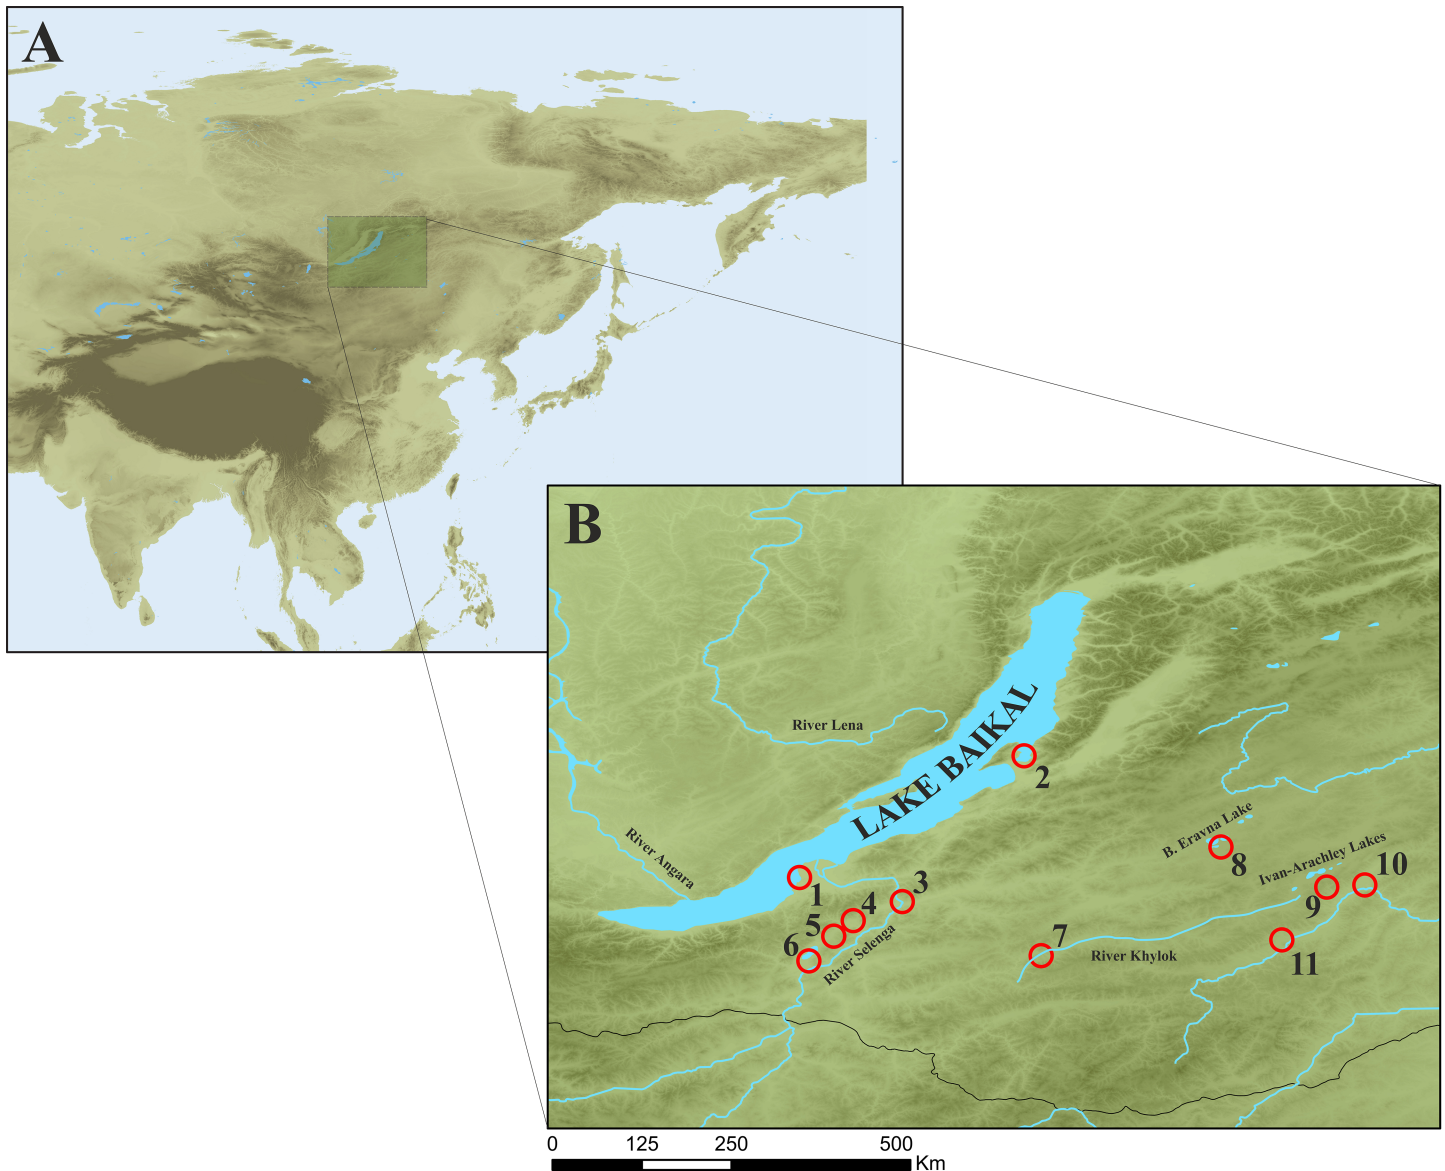 A
B
River Lena
LAKE BAIKAL
2
River Angara
B. Eravna Lake
8
Ivan-Arachley Lakes
10
9
1
3
4
5
6
River Selenga
7
River Khylok
11
0 125 250 500
Km